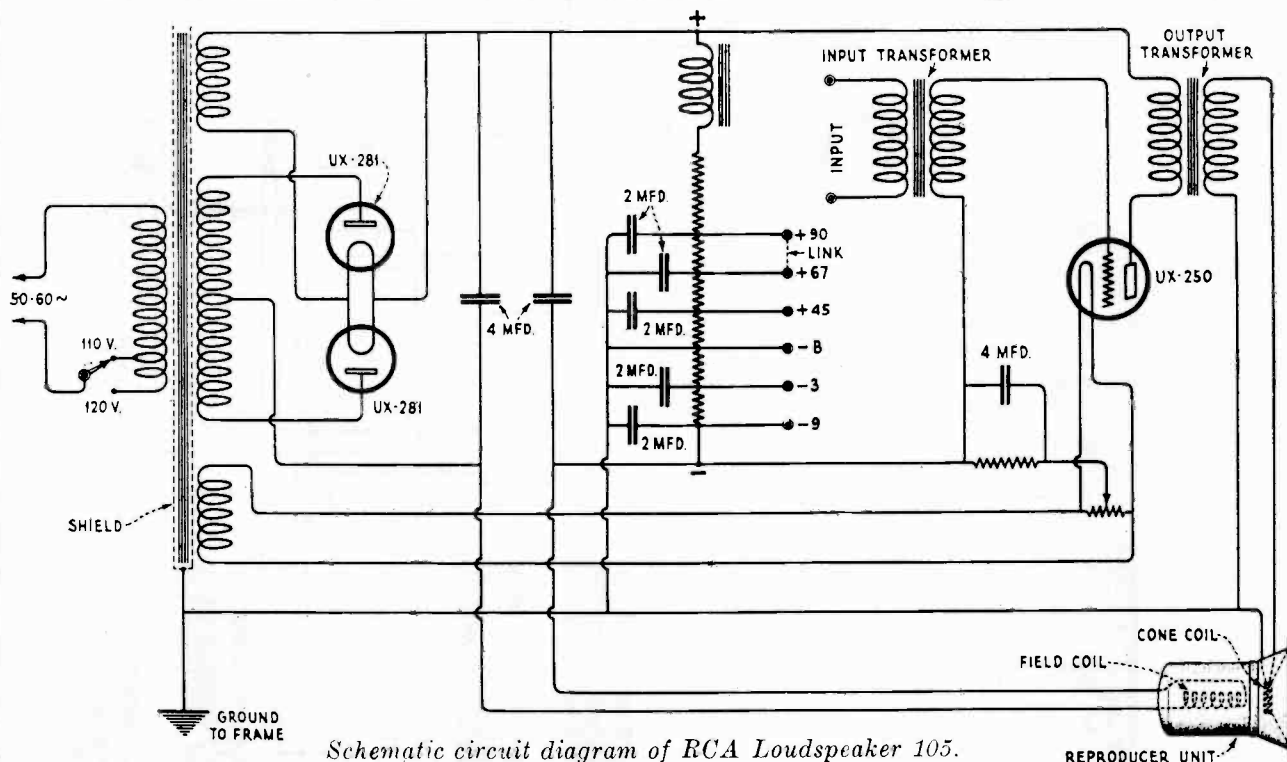 +
INPUT TRANSFORMER
OUTPUT
TRANSFORMER
UX-281
INPUT
2 MFD.
+90
LINK
+67
UX-250
50-60~
4 MFD.
+45
2 MFD.
110 V.
-B
2 MFD.
4 MFD.
-3
120 V.
UX-281
-9
2 MFD.
-
SHIELD
CONE COIL
FIELD COIL
GROUND
TO FRAME
Schematic circuit diagram of RCA Loudspeaker 105.
REPRODUCER UNIT